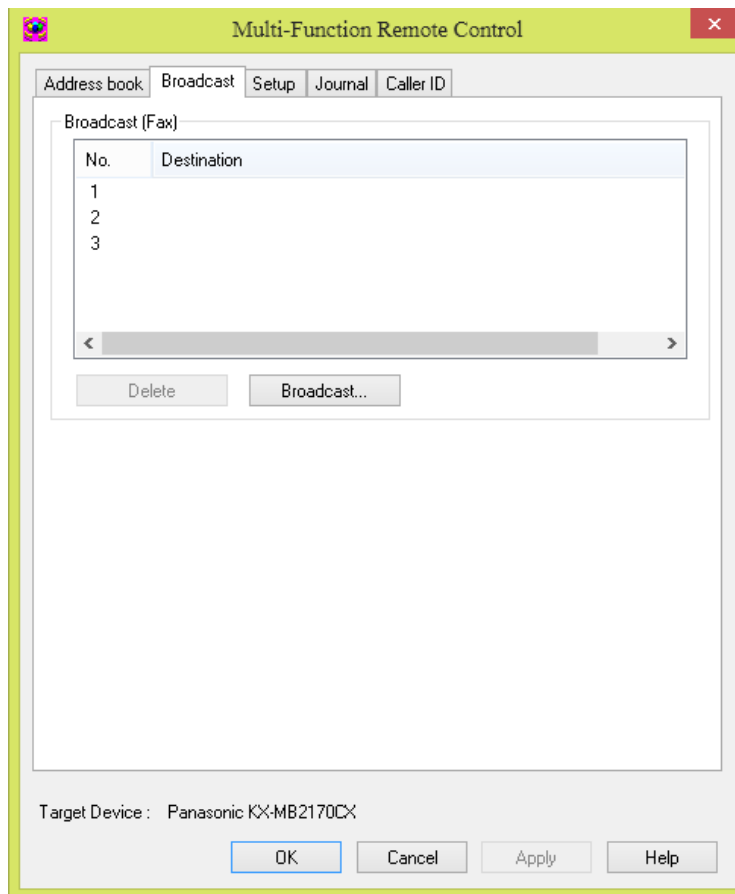 Multi-Function Remote Control
Address book Broadcast Setup Journal Caller ID
Broadcast (Fax)
No. Destination
1
2
3
Delete Broadcast...
Target Device : Panasonic KX-MB2170CX
OK Cancel Apply Help